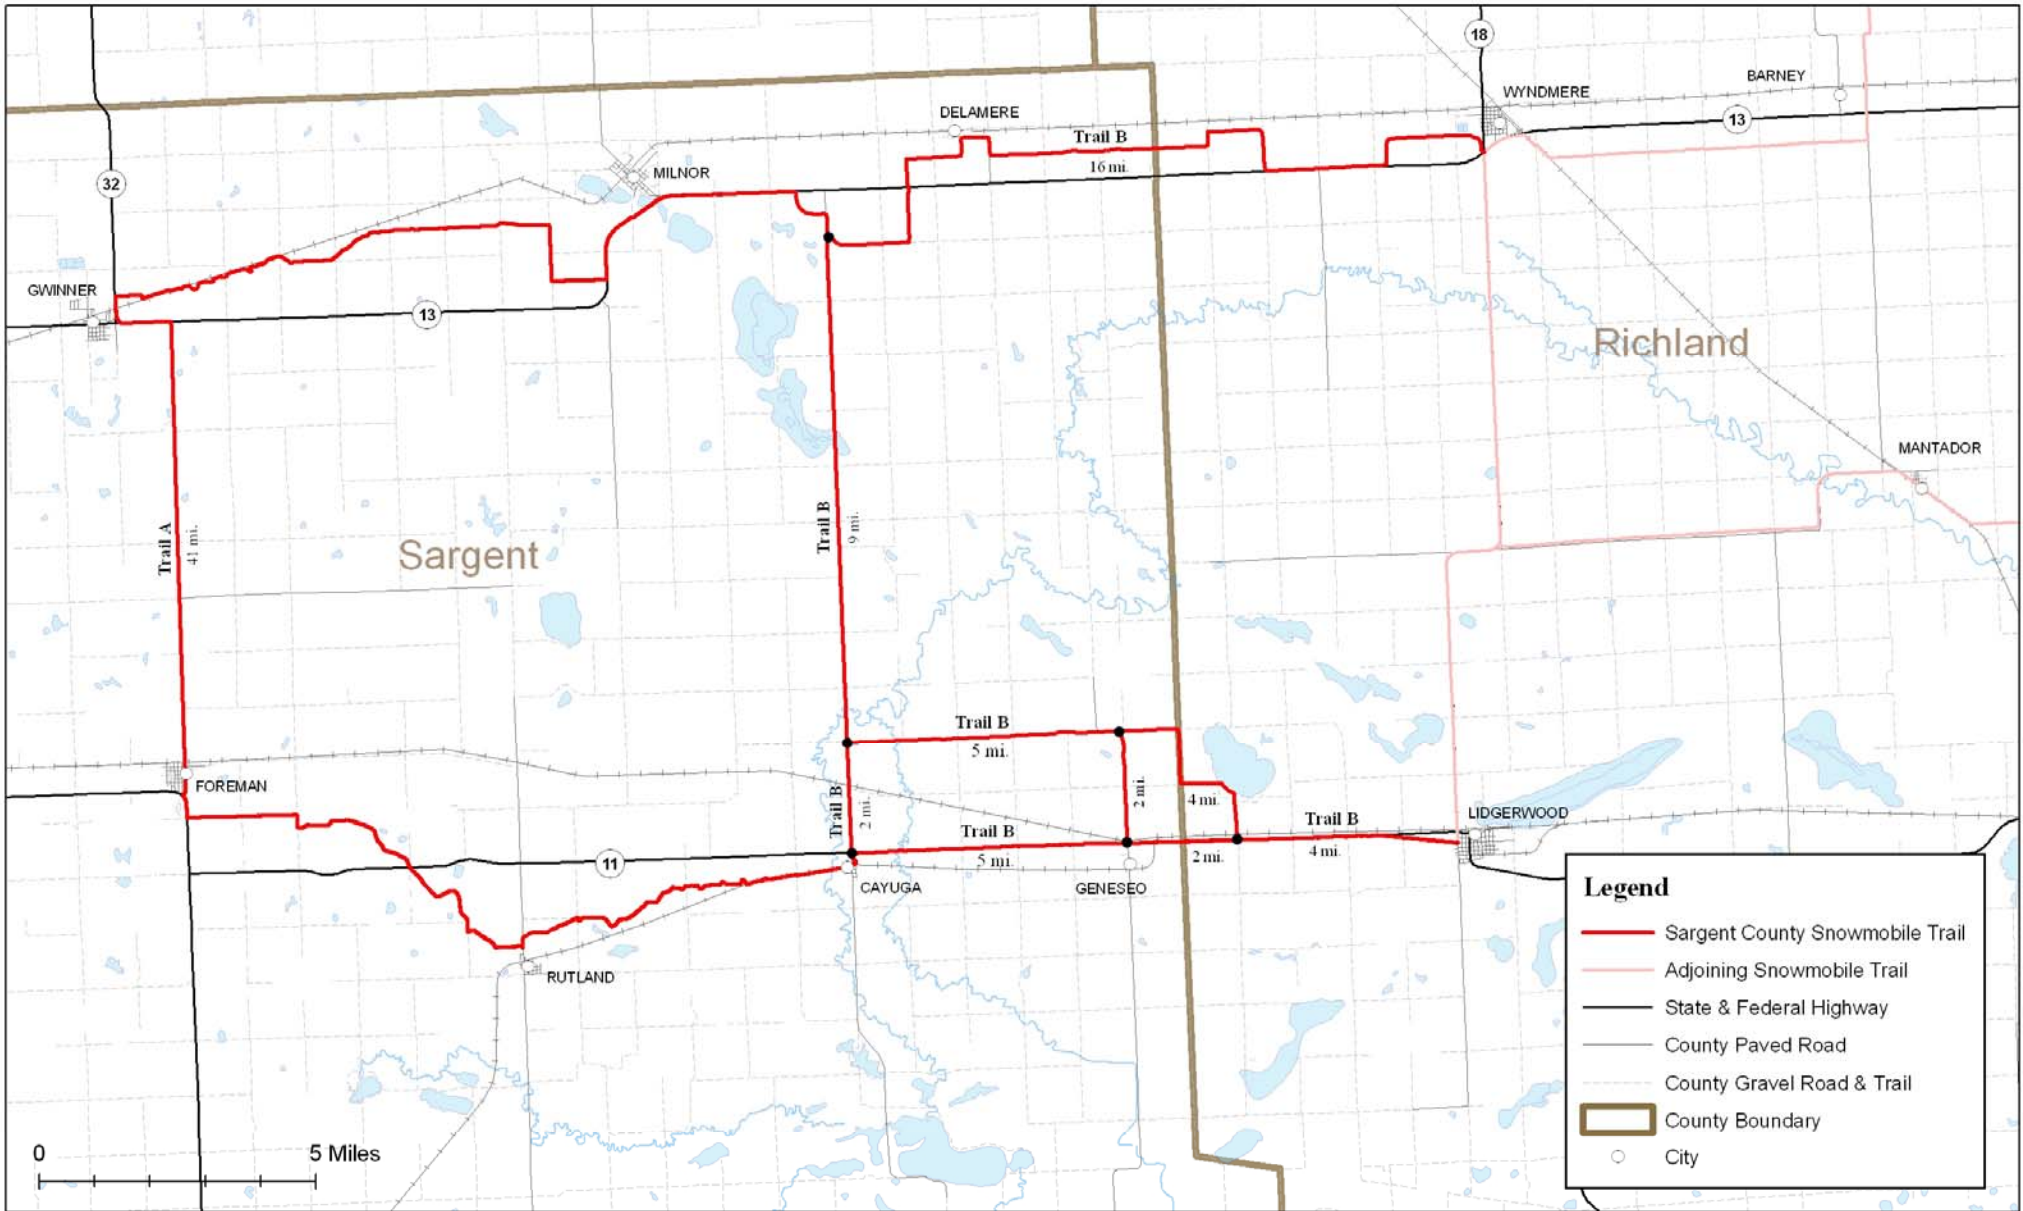 18
BARNEY
WYNDMERE
DELAMERE
13
Trail B
16 mi.
MILNOR
32
GWINNER
13
Richland
MANTADOR
Trail A
41 mi.
Sargent
Trail B
9 mi.
Trail B
5 mi.
FOREMAN
Trail B
2 mi.
2 mi.
4 mi.
LIDGERWOOD
Trail B
Trail B
5 mi.
2 mi.
4 mi.
11
CAYUGA
GENESEO
RUTLAND
Legend
Sargent County Snowmobile Trail
Adjoining Snowmobile Trail
State & Federal Highway
County Paved Road
County Gravel Road & Trail
County Boundary
City
0 5 Miles